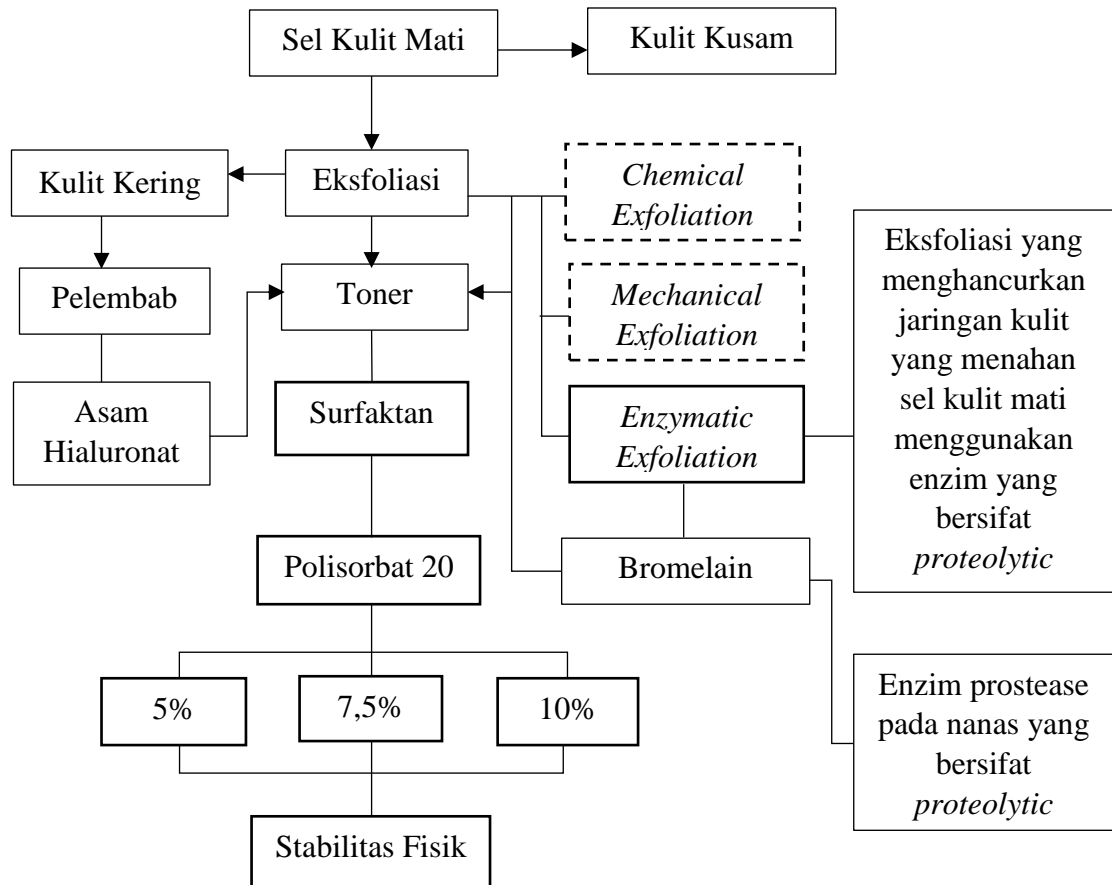 Sel Kulit Mati
Kulit Kusam
Kulit Kering
Eksfoliasi
Chemical
Exfoliation
Pelembab
Toner
Mechanical
Exfoliation
Eksfoliasi yang
menghancurkan
jaringan kulit
yang menahan
sel kulit mati
menggunakan
enzim yang
bersifat
proteolytic
Asam
Hialuronat
Surfaktan
Enzymatic
Exfoliation
Polisorbat 20
Bromelain
5%
7,5%
10%
Enzim prostease
pada nanas yang
bersifat
proteolytic
Stabilitas Fisik